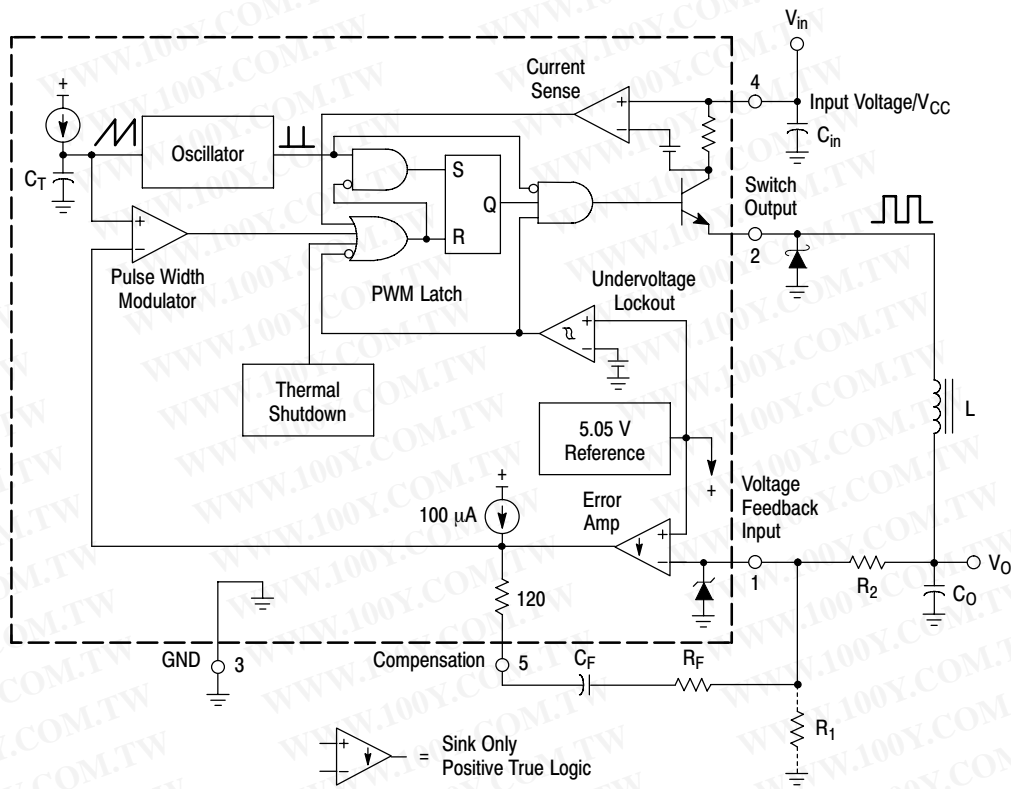 Vin
4
Input Voltage/VCC
Cin
Current
Sense
+
−
+
CT
Oscillator
S
Q
R
PWM Latch
+
−
Pulse Width
Modulator
Switch
Output
2
Undervoltage
Lockout
+
−
Thermal
Shutdown
5.05 V
Reference
+
L
+
100 μA
Error
Amp
+
−
Voltage
Feedback
Input
1
R2
VO
CO
120
GND
3
Compensation
5
CF
RF
R1
+
−
=
Sink Only
Positive True Logic
WWW.100Y.COM.TW